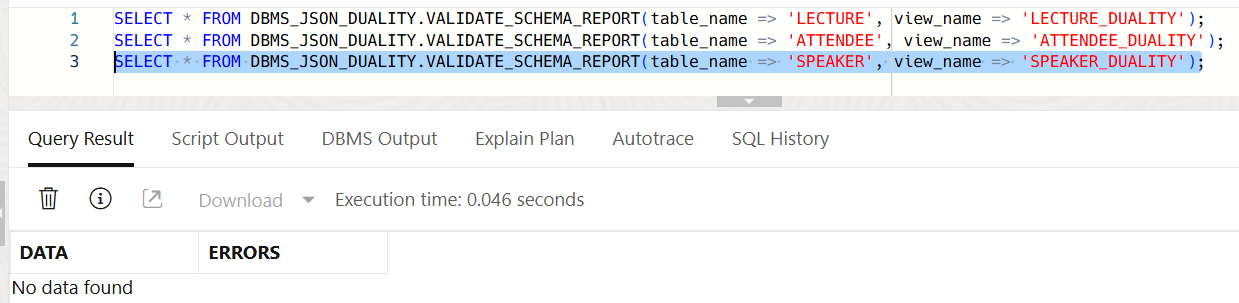 1 SELECT * FROM DBMS_JSON_DUALITY.VALIDATE_SCHEMA_REPORT(table_name => 'LECTURE', view_name => 'LECTURE_DUALITY');
2 SELECT * FROM DBMS_JSON_DUALITY.VALIDATE_SCHEMA_REPORT(table_name => 'ATTENDEE', view_name => 'ATTENDEE_DUALITY');
3 SELECT * FROM DBMS_JSON_DUALITY.VALIDATE_SCHEMA_REPORT(table_name => 'SPEAKER', view_name => 'SPEAKER_DUALITY');
Query Result Script Output DBMS Output Explain Plan Autotrace SQL History
Download Execution time: 0.046 seconds
DATA ERRORS
No data found